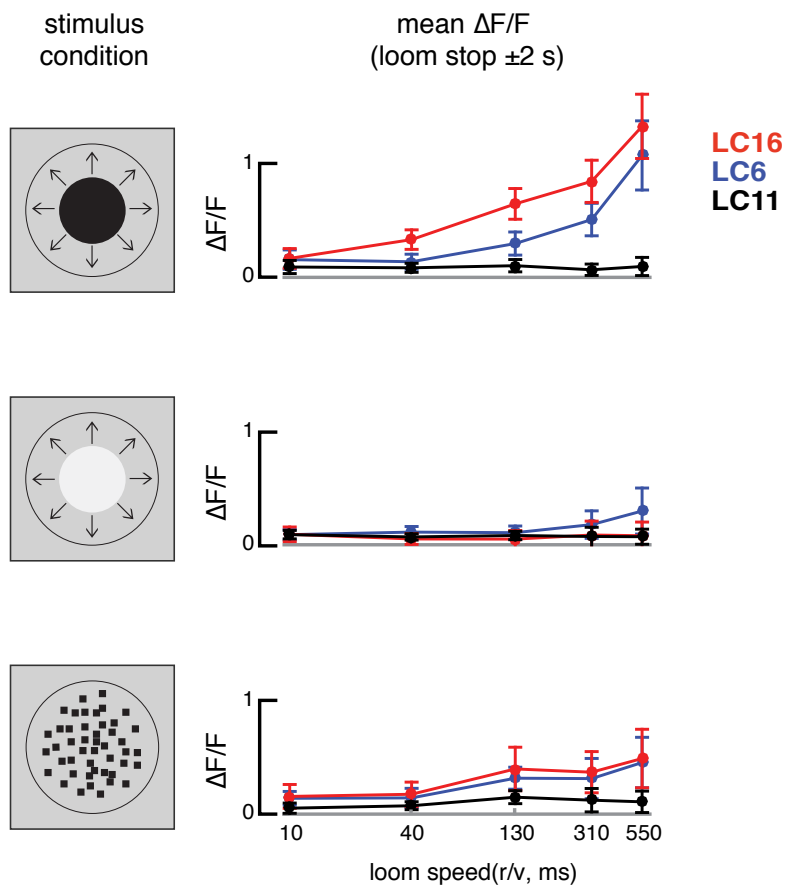 stimulus
condition
mean ΔF/F
(loom stop ±2 s)
LC16
LC6
LC11
1
ΔF/F
0
1
ΔF/F
0
1
ΔF/F
0
10 40 130 310 550
loom speed(r/v, ms)